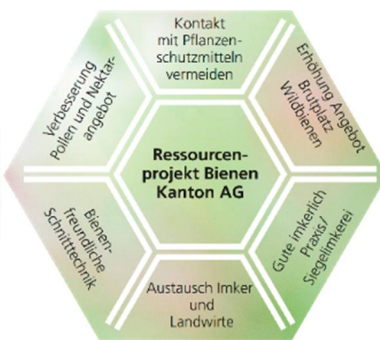 Kontakt
mit Pflanzen-
schutzmitteln
vermeiden
Erhöhung Angebot
Brutplatz
Wildbienen
Gute imkerlich
Praxis/
Siegelimkerei
Austausch Imker
und
Landwirte
Bienen-
freundliche
Schnitttechnik
Verbesserung
Pollen und Nektar-
angebot
Ressourcen-
projekt Bienen
Kanton AG